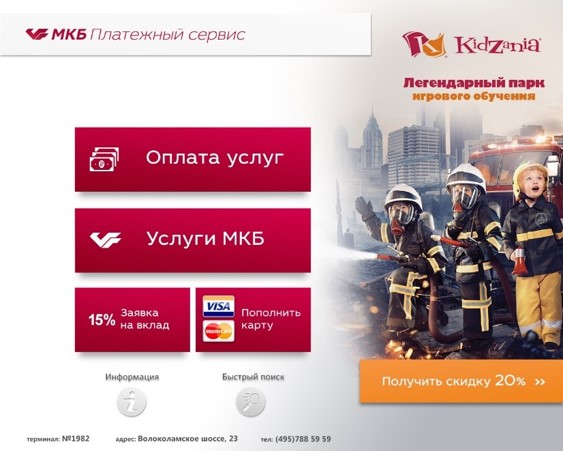 МКБ Платежный сервис
KidZania
Легендарный парк
игрового обучения
Оплата услуг
Услуги МКБ
15% Заявка
на вклад
VISA
MasterCard
Пополнить
карту
Получить скидку 20% »
Информация
Быстрый поиск
терминал: №1982 адрес: Волоколамское шоссе, 23 тел: (495)788 59 59